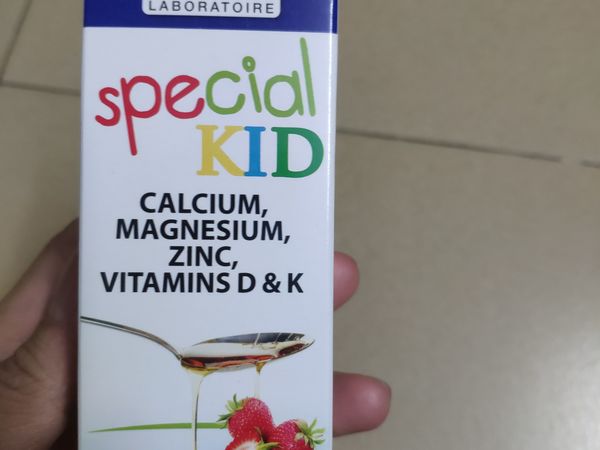 LABORATOIRE
special
KID
CALCIUM,
MAGNESIUM,
ZINC,
VITAMINS D & K